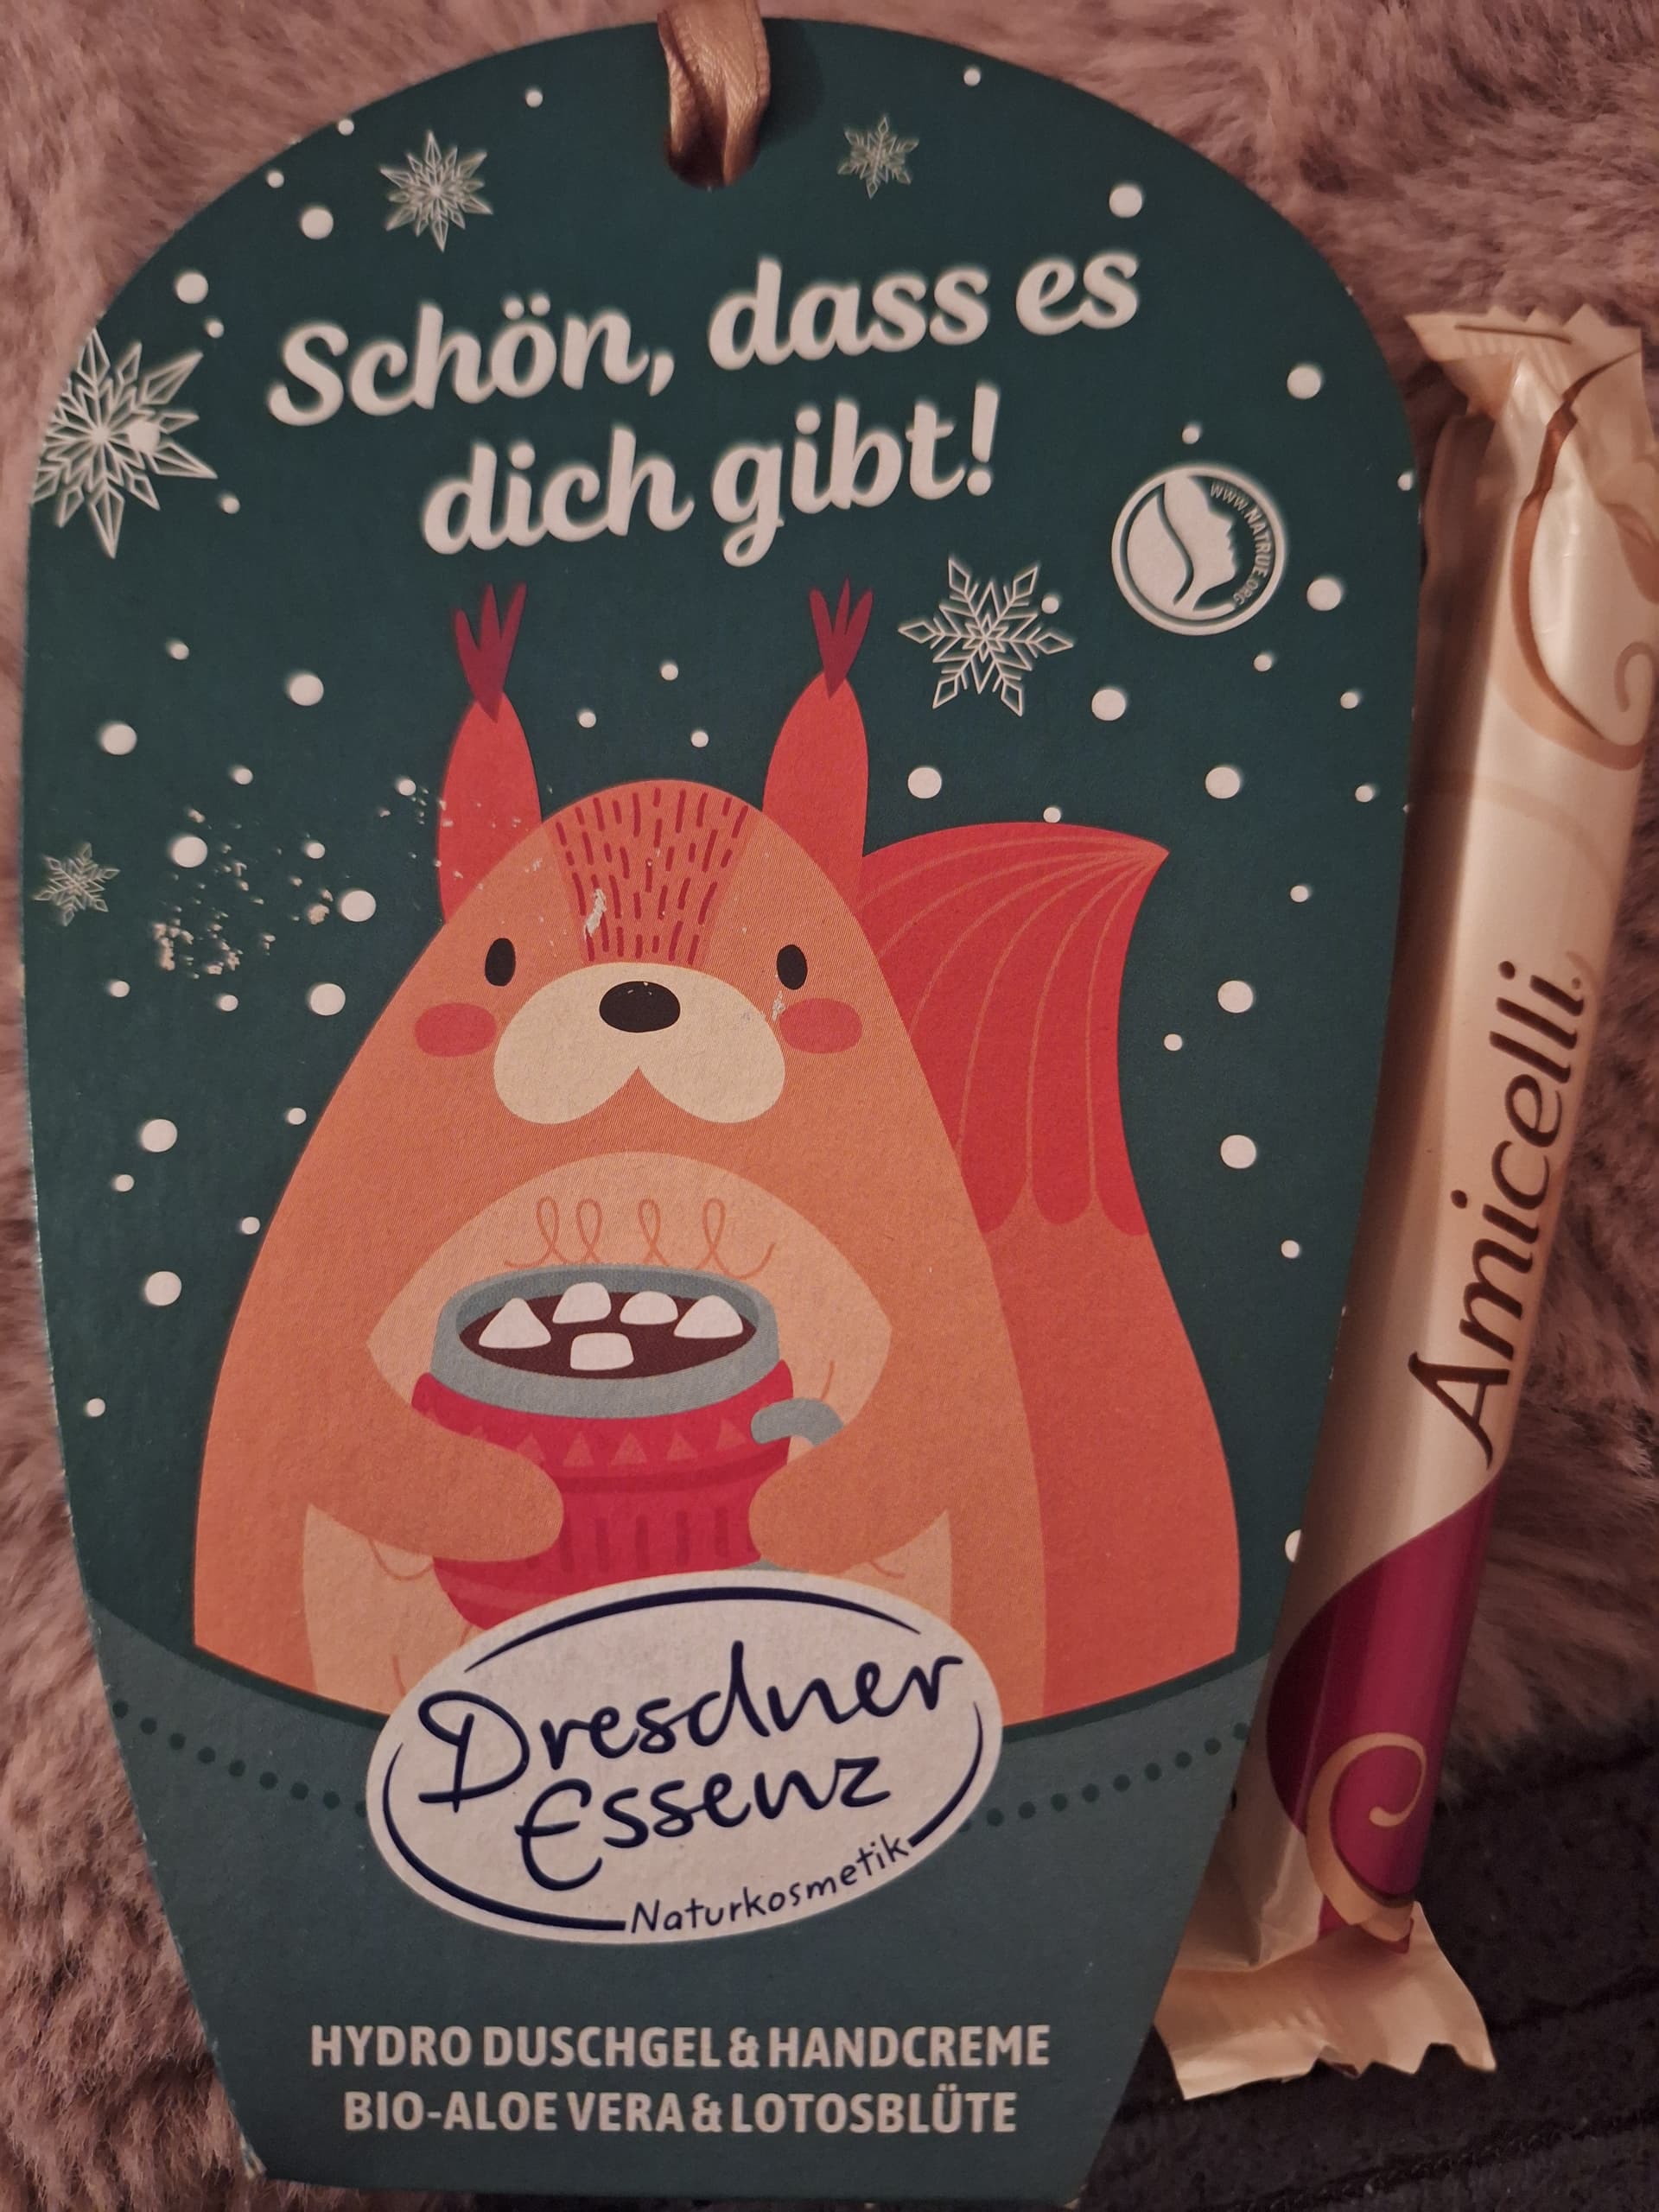 Schön, dass es
dich gibt!
WWW.NATRUE.ORG
Amicelli
Dresdner
Essenz
Naturkosmetik
HYDRO DUSCHGEL & HANDCREME
BIO-ALOE VERA & LOTOSBLÜTE